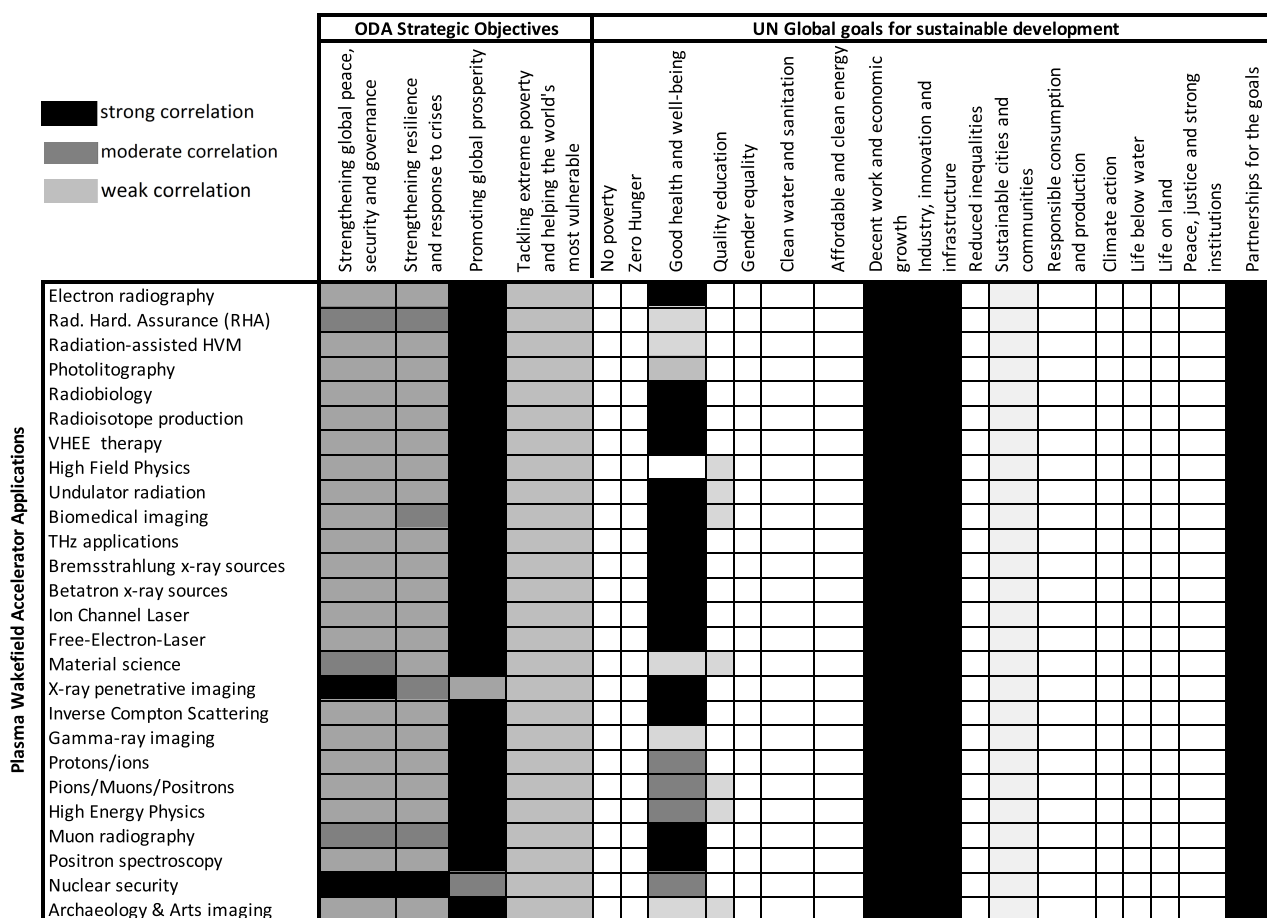 ODA Strategic Objectives
UN Global goals for sustainable development
strong correlation
moderate correlation
weak correlation
Strengthening global peace,
security and governance
Strengthening resilience
and response to crises
Promoting global prosperity
Tackling extreme poverty
and helping the world's
most vulnerable
No poverty
Zero Hunger
Good health and well-being
Quality education
Gender equality
Clean water and sanitation
Affordable and clean energy
Decent work and economic
growth
Industry, innovation and
infrastructure
Reduced inequalities
Sustainable cities and
communities
Responsible consumption
and production
Climate action
Life below water
Life on land
Peace, justice and strong
institutions
Partnerships for the goals
Plasma Wakefield Accelerator Applications
Electron radiography
Rad. Hard. Assurance (RHA)
Radiation-assisted HVM
Photolitography
Radiobiology
Radioisotope production
VHEE therapy
High Field Physics
Undulator radiation
Biomedical imaging
THz applications
Bremsstrahlung x-ray sources
Betatron x-ray sources
Ion Channel Laser
Free-Electron-Laser
Material science
X-ray penetrative imaging
Inverse Compton Scattering
Gamma-ray imaging
Protons/ions
Pions/Muons/Positrons
High Energy Physics
Muon radiography
Positron spectroscopy
Nuclear security
Archaeology & Arts imaging